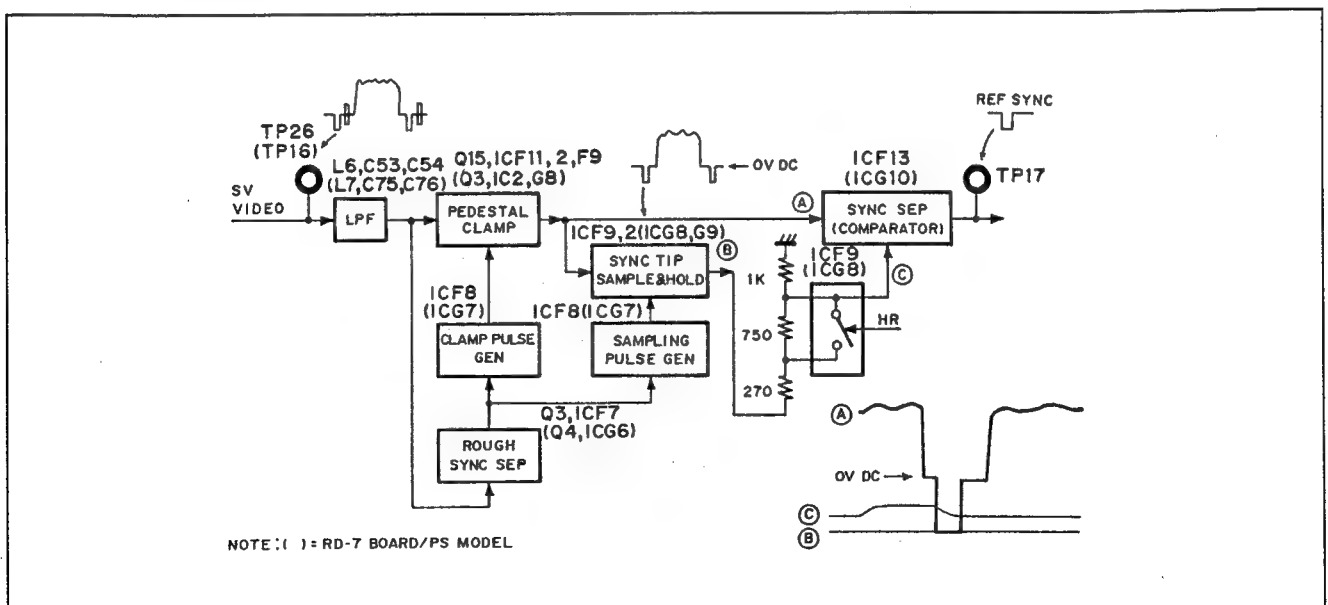 REF SYNC
TP26
(TP16)
L6,C53,C54
(L7,C75,C76)
Q15,ICF11,2,F9
(Q3,IC2,G8)
0V DC
ICF13
(ICG10)
TP17
SV
VIDEO
LPF
PEDESTAL
CLAMP
A
SYNC SEP
(COMPARATOR)
ICF9,2(ICG8,G9)
B
SYNC TIP
SAMPLE&HOLD
ICF9
(ICG8)
C
1K
ICF8
(ICG7)
ICF8(ICG7)
HR
750
CLAMP PULSE
GEN
SAMPLING
PULSE GEN
270
Q3,ICF7
(Q4,ICG6)
A
ROUGH
SYNC SEP
0V DC
C
B
NOTE:( )=RD-7 BOARD/PS MODEL